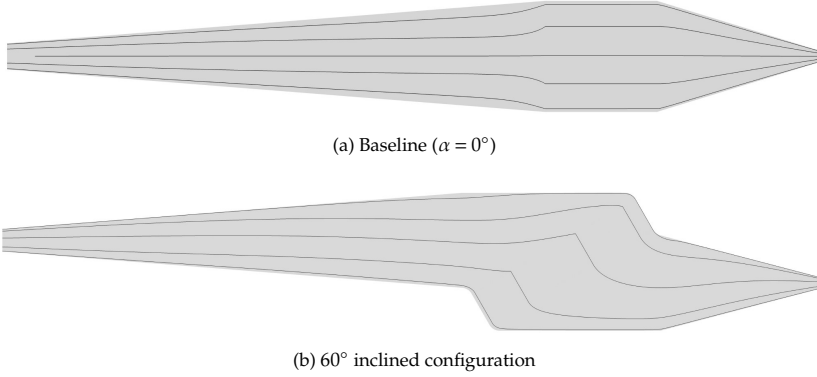 (a) Baseline (α = 0°)
(b) 60° inclined configuration